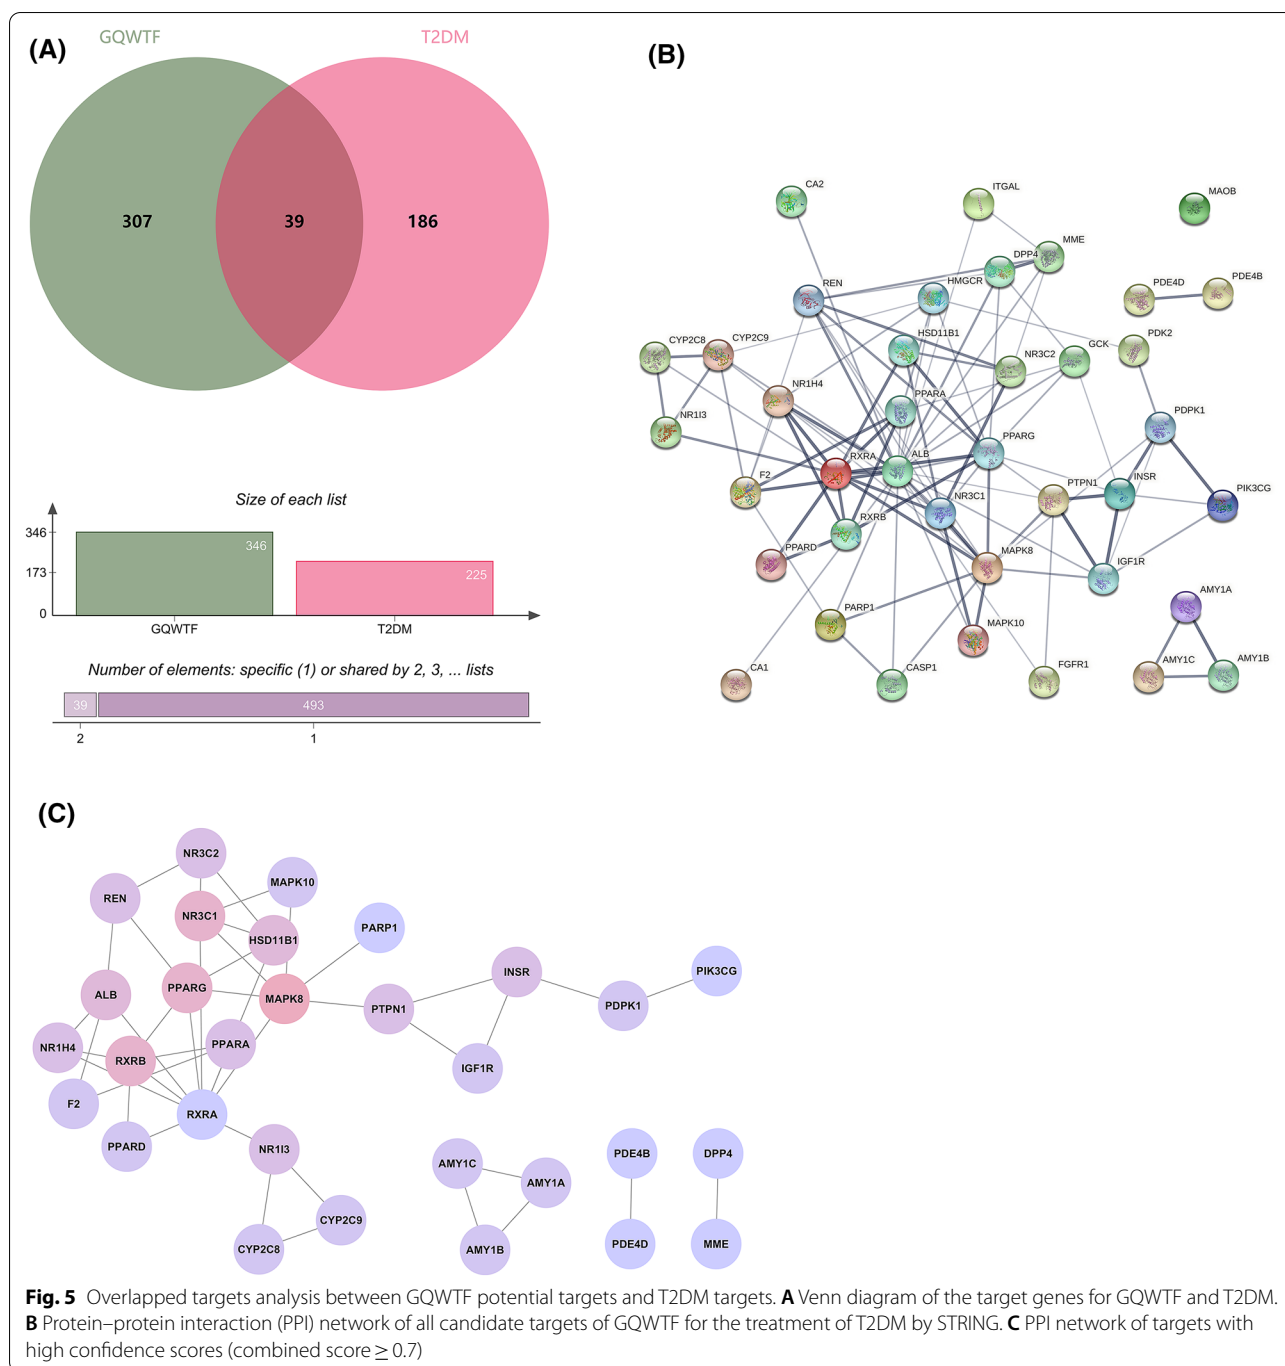 (A)
GQWTF
T2DM
307
39
186
Size of each list
346
173
0
346
225
GQWTF
T2DM
Number of elements: specific (1) or shared by 2, 3, ... lists
39
493
2
1
(B)
CA2
ITGAL
MAOB
MME
DPP4
PDE4D
PDE4B
REN
HMGCR
HSD11B1
PDK2
CYP2C8
CYP2C9
NR3C2
GCK
NR1H4
PPARA
NR1I3
PDPK1
PPARG
RXRA
ALB
F2
PTPN1
INSR
PIK3CG
NR3C1
RXRB
PPARD
MAPK8
IGF1R
AMY1A
PARP1
MAPK10
AMY1C
AMY1B
CA1
CASP1
FGFR1
(C)
NR3C2
MAPK10
REN
NR3C1
PARP1
HSD11B1
INSR
PIK3CG
PPARG
ALB
MAPK8
PTPN1
PDPK1
NR1H4
PPARA
RXRB
IGF1R
F2
RXRA
PPARD
NR1I3
PDE4B
DPP4
AMY1C
AMY1A
CYP2C9
CYP2C8
AMY1B
PDE4D
MME
Fig. 5 Overlapped targets analysis between GQWTF potential targets and T2DM targets. A Venn diagram of the target genes for GQWTF and T2DM.
B Protein–protein interaction (PPI) network of all candidate targets of GQWTF for the treatment of T2DM by STRING. C PPI network of targets with
high confidence scores (combined score ≥ 0.7)